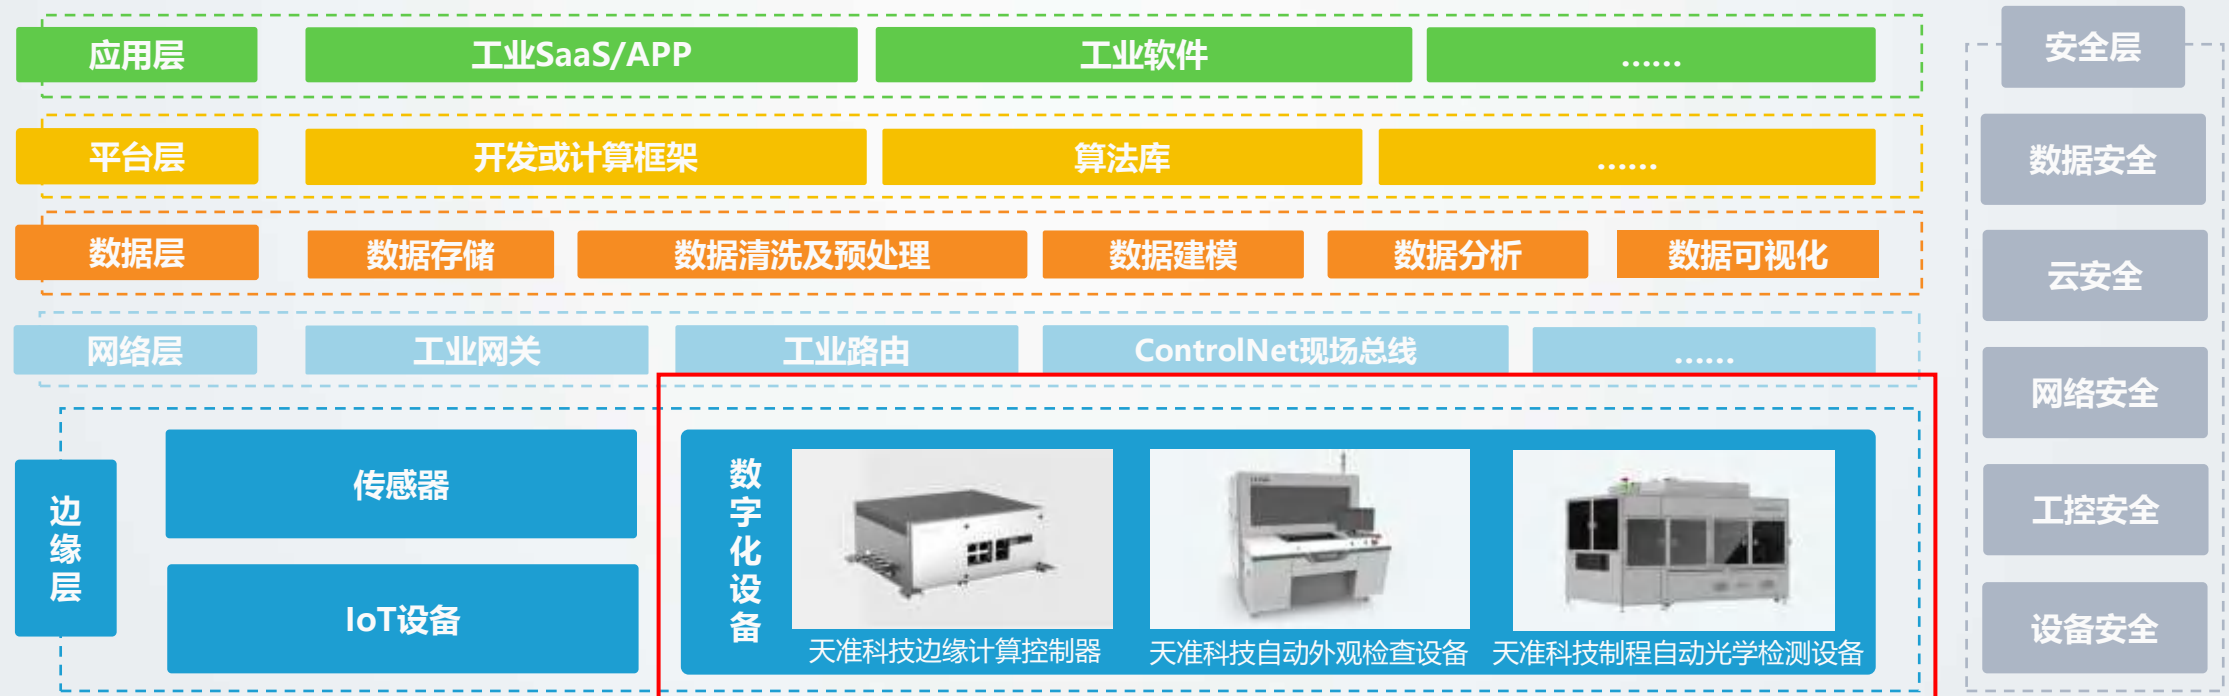 应用层
工业SaaS/APP
工业软件
……
平台层
开发或计算框架
算法库
……
数据层
数据存储
数据清洗及预处理
数据建模
数据分析
数据可视化
网络层
工业网关
工业路由
ControlNet现场总线
……
边缘层
传感器
IoT设备
数字化设备
天准科技边缘计算控制器
天准科技自动外观检查设备
天准科技制程自动光学检测设备
安全层
数据安全
云安全
网络安全
工控安全
设备安全